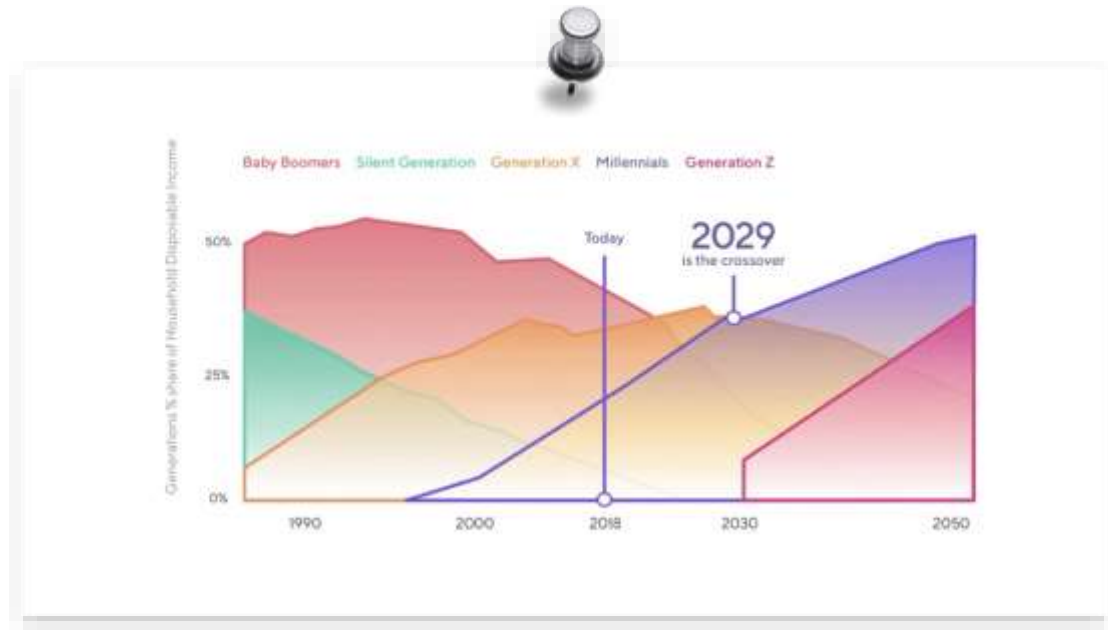 Baby Boomers Silent Generation Generation X Millennials Generation Z
Generations % share of Household Disposable Income
50%
25%
0%
Today
2029
is the crossover
1990 2000 2018 2030 2050